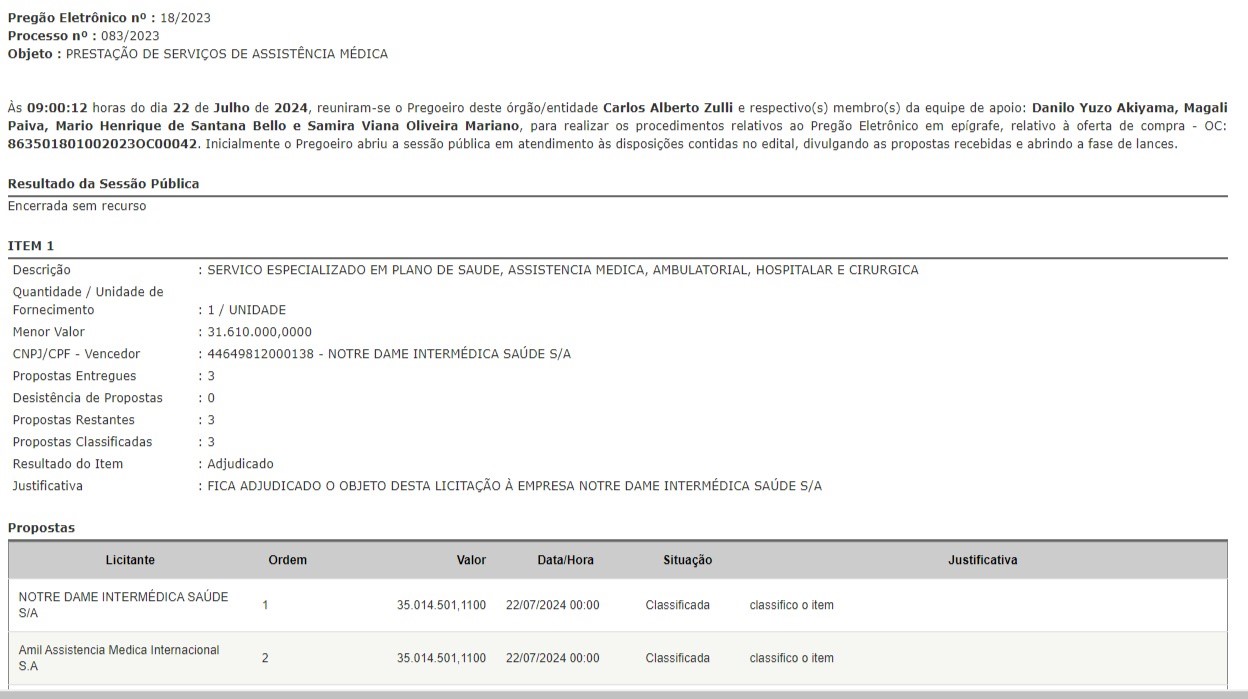 Pregão Eletrônico nº : 18/2023
Processo nº : 083/2023
Objeto : PRESTAÇÃO DE SERVIÇOS DE ASSISTÊNCIA MÉDICA
Às 09:00:12 horas do dia 22 de Julho de 2024, reuniram-se o Pregoeiro deste órgão/entidade Carlos Alberto Zulli e respectivo(s) membro(s) da equipe de apoio: Danilo Yuzo Akiyama, Magali
Paiva, Mario Henrique de Santana Bello e Samira Viana Oliveira Mariano, para realizar os procedimentos relativos ao Pregão Eletrônico em epígrafe, relativo à oferta de compra - OC:
863501801002023OC00042. Inicialmente o Pregoeiro abriu a sessão pública em atendimento às disposições contidas no edital, divulgando as propostas recebidas e abrindo a fase de lances.
Resultado da Sessão Pública
Encerrada sem recurso
ITEM 1
Descrição : SERVICO ESPECIALIZADO EM PLANO DE SAUDE, ASSISTENCIA MEDICA, AMBULATORIAL, HOSPITALAR E CIRURGICA
Quantidade / Unidade de
Fornecimento : 1 / UNIDADE
Menor Valor : 31.610.000,0000
CNPJ/CPF - Vencedor : 44649812000138 - NOTRE DAME INTERMÉDICA SAÚDE S/A
Propostas Entregues : 3
Desistência de Propostas : 0
Propostas Restantes : 3
Propostas Classificadas : 3
Resultado do Item : Adjudicado
Justificativa : FICA ADJUDICADO O OBJETO DESTA LICITAÇÃO À EMPRESA NOTRE DAME INTERMÉDICA SAÚDE S/A
Propostas
Licitante Ordem Valor Data/Hora Situação Justificativa
NOTRE DAME INTERMÉDICA SAÚDE
S/A 1 35.014.501,1100 22/07/2024 00:00 Classificada classifico o item
Amil Assistencia Medica Internacional
S.A 2 35.014.501,1100 22/07/2024 00:00 Classificada classifico o item